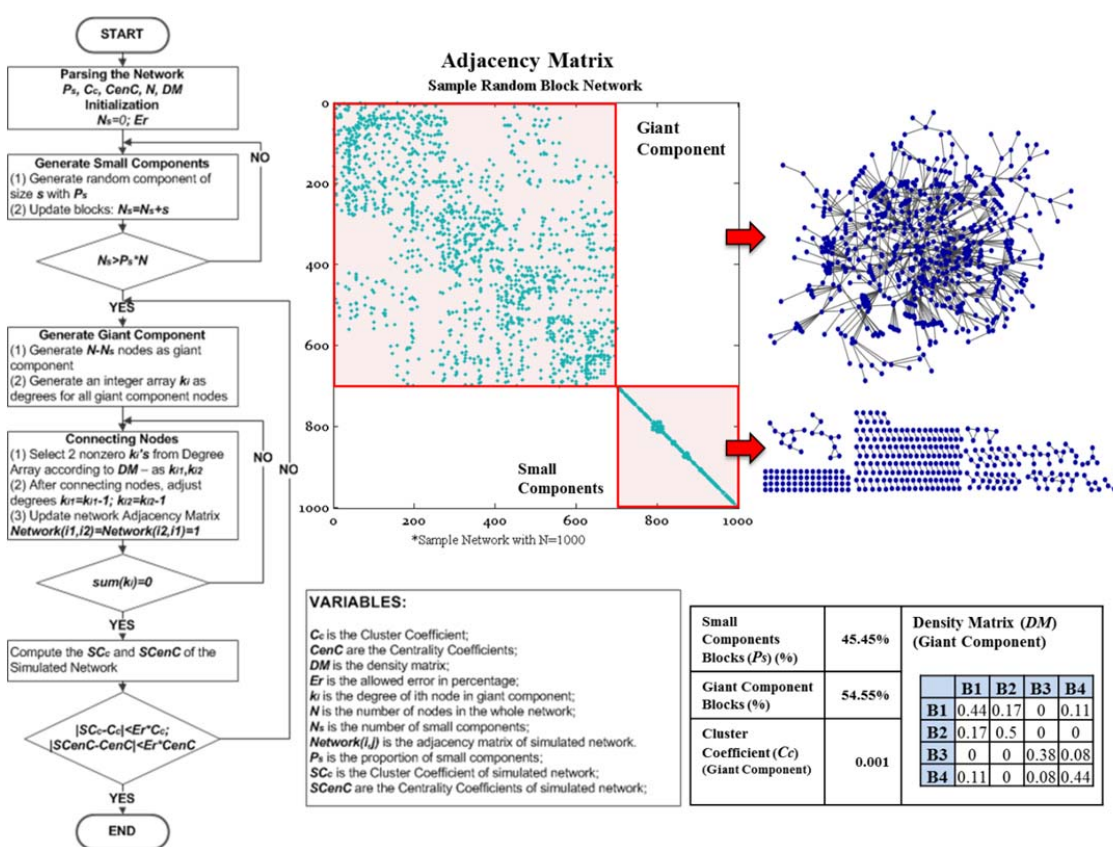 START
Parsing the Network
Ps, Cc, CenC, N, DM
Initialization
Ns=0; Er
NO
Generate Small Components
(1) Generate random component of
size s with Ps
(2) Update blocks: Ns=Ns+s
Ns>Ps*N
YES
Generate Giant Component
(1) Generate N-Ns nodes as giant
component
(2) Generate an integer array ki as
degrees for all giant component nodes
Connecting Nodes
(1) Select 2 nonzero ki's from Degree
Array according to DM – as ki1,ki2
(2) After connecting nodes, adjust
degrees ki1=ki1-1; ki2=ki2-1
(3) Update network Adjacency Matrix
Network(i1,i2)=Network(i2,i1)=1
NO
NO
sum(ki)=0
YES
Compute the SCc and SCenC of the
Simulated Network
|SCc-Cc|<Er*Cc;
|SCenC-CenC|<Er*CenC
YES
END
Adjacency Matrix
Sample Random Block Network
0
200
400
600
800
1000
0
200
400
600
800
1000
Giant
Component
Small
Components
*Sample Network with N=1000
VARIABLES:
Cc is the Cluster Coefficient;
CenC are the Centrality Coefficients;
DM is the density matrix;
Er is the allowed error in percentage;
ki is the degree of ith node in giant component;
N is the number of nodes in the whole network;
Ns is the number of small components;
Network(i,j) is the adjacency matrix of simulated network.
Ps is the proportion of small components;
SCc is the Cluster Coefficient of simulated network;
SCenC are the Centrality Coefficients of simulated network;
Small
Components
Blocks (Ps) (%)
45.45%
Giant Component
Blocks (%)
54.55%
Cluster
Coefficient (Cc)
(Giant Component)
0.001
Density Matrix (DM)
(Giant Component)
B1 B2 B3 B4
B1 0.44 0.17 0 0.11
B2 0.17 0.5 0 0
B3 0 0 0.38 0.08
B4 0.11 0 0.08 0.44